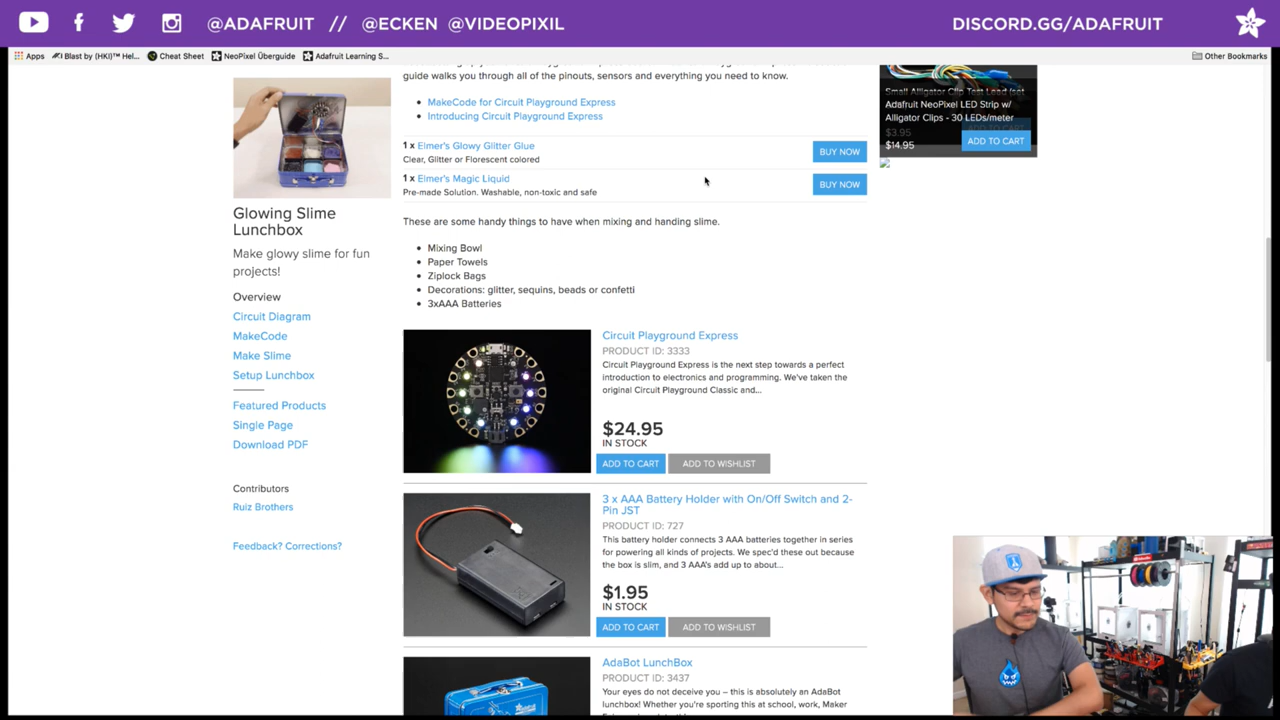 @ADAFRUIT // @ECKEN @VIDEOPIXIL
DISCORD.GG/ADAFRUIT
Apps
Blast by (HKI)™ Hel...
Cheat Sheet
NeoPixel Überguide
Adafruit Learning S...
Other Bookmarks
guide walks you through all of the pinouts, sensors and everything you need to know.
MakeCode for Circuit Playground Express
Introducing Circuit Playground Express
1 x Elmer's Glowy Glitter Glue
Clear, Glitter or Florescent colored
BUY NOW
1 x Elmer's Magic Liquid
Pre-made Solution. Washable, non-toxic and safe
BUY NOW
These are some handy things to have when mixing and handing slime.
Mixing Bowl
Paper Towels
Ziplock Bags
Decorations: glitter, sequins, beads or confetti
3xAAA Batteries
Circuit Playground Express
PRODUCT ID: 3333
Circuit Playground Express is the next step towards a perfect
introduction to electronics and programming. We've taken the
original Circuit Playground Classic and...
$24.95
IN STOCK
ADD TO CART
ADD TO WISHLIST
3 x AAA Battery Holder with On/Off Switch and 2-
Pin JST
PRODUCT ID: 727
This battery holder connects 3 AAA batteries together in series
for powering all kinds of projects. We spec'd these out because
the box is slim, and 3 AAA's add up to about...
$1.95
IN STOCK
ADD TO CART
ADD TO WISHLIST
AdaBot LunchBox
PRODUCT ID: 3437
Your eyes do not deceive you – this is absolutely an AdaBot
lunchbox! Whether you're sporting this at school, work, Maker
Glowing Slime
Lunchbox
Make glowy slime for fun
projects!
Overview
Circuit Diagram
MakeCode
Make Slime
Setup Lunchbox
Featured Products
Single Page
Download PDF
Contributors
Ruiz Brothers
Feedback? Corrections?
Small Alligator Clip Test Lead (set
Adafruit NeoPixel LED Strip w/
Alligator Clips - 30 LEDs/meter
$3.95
ADD TO CART
$14.95
ADD TO CART